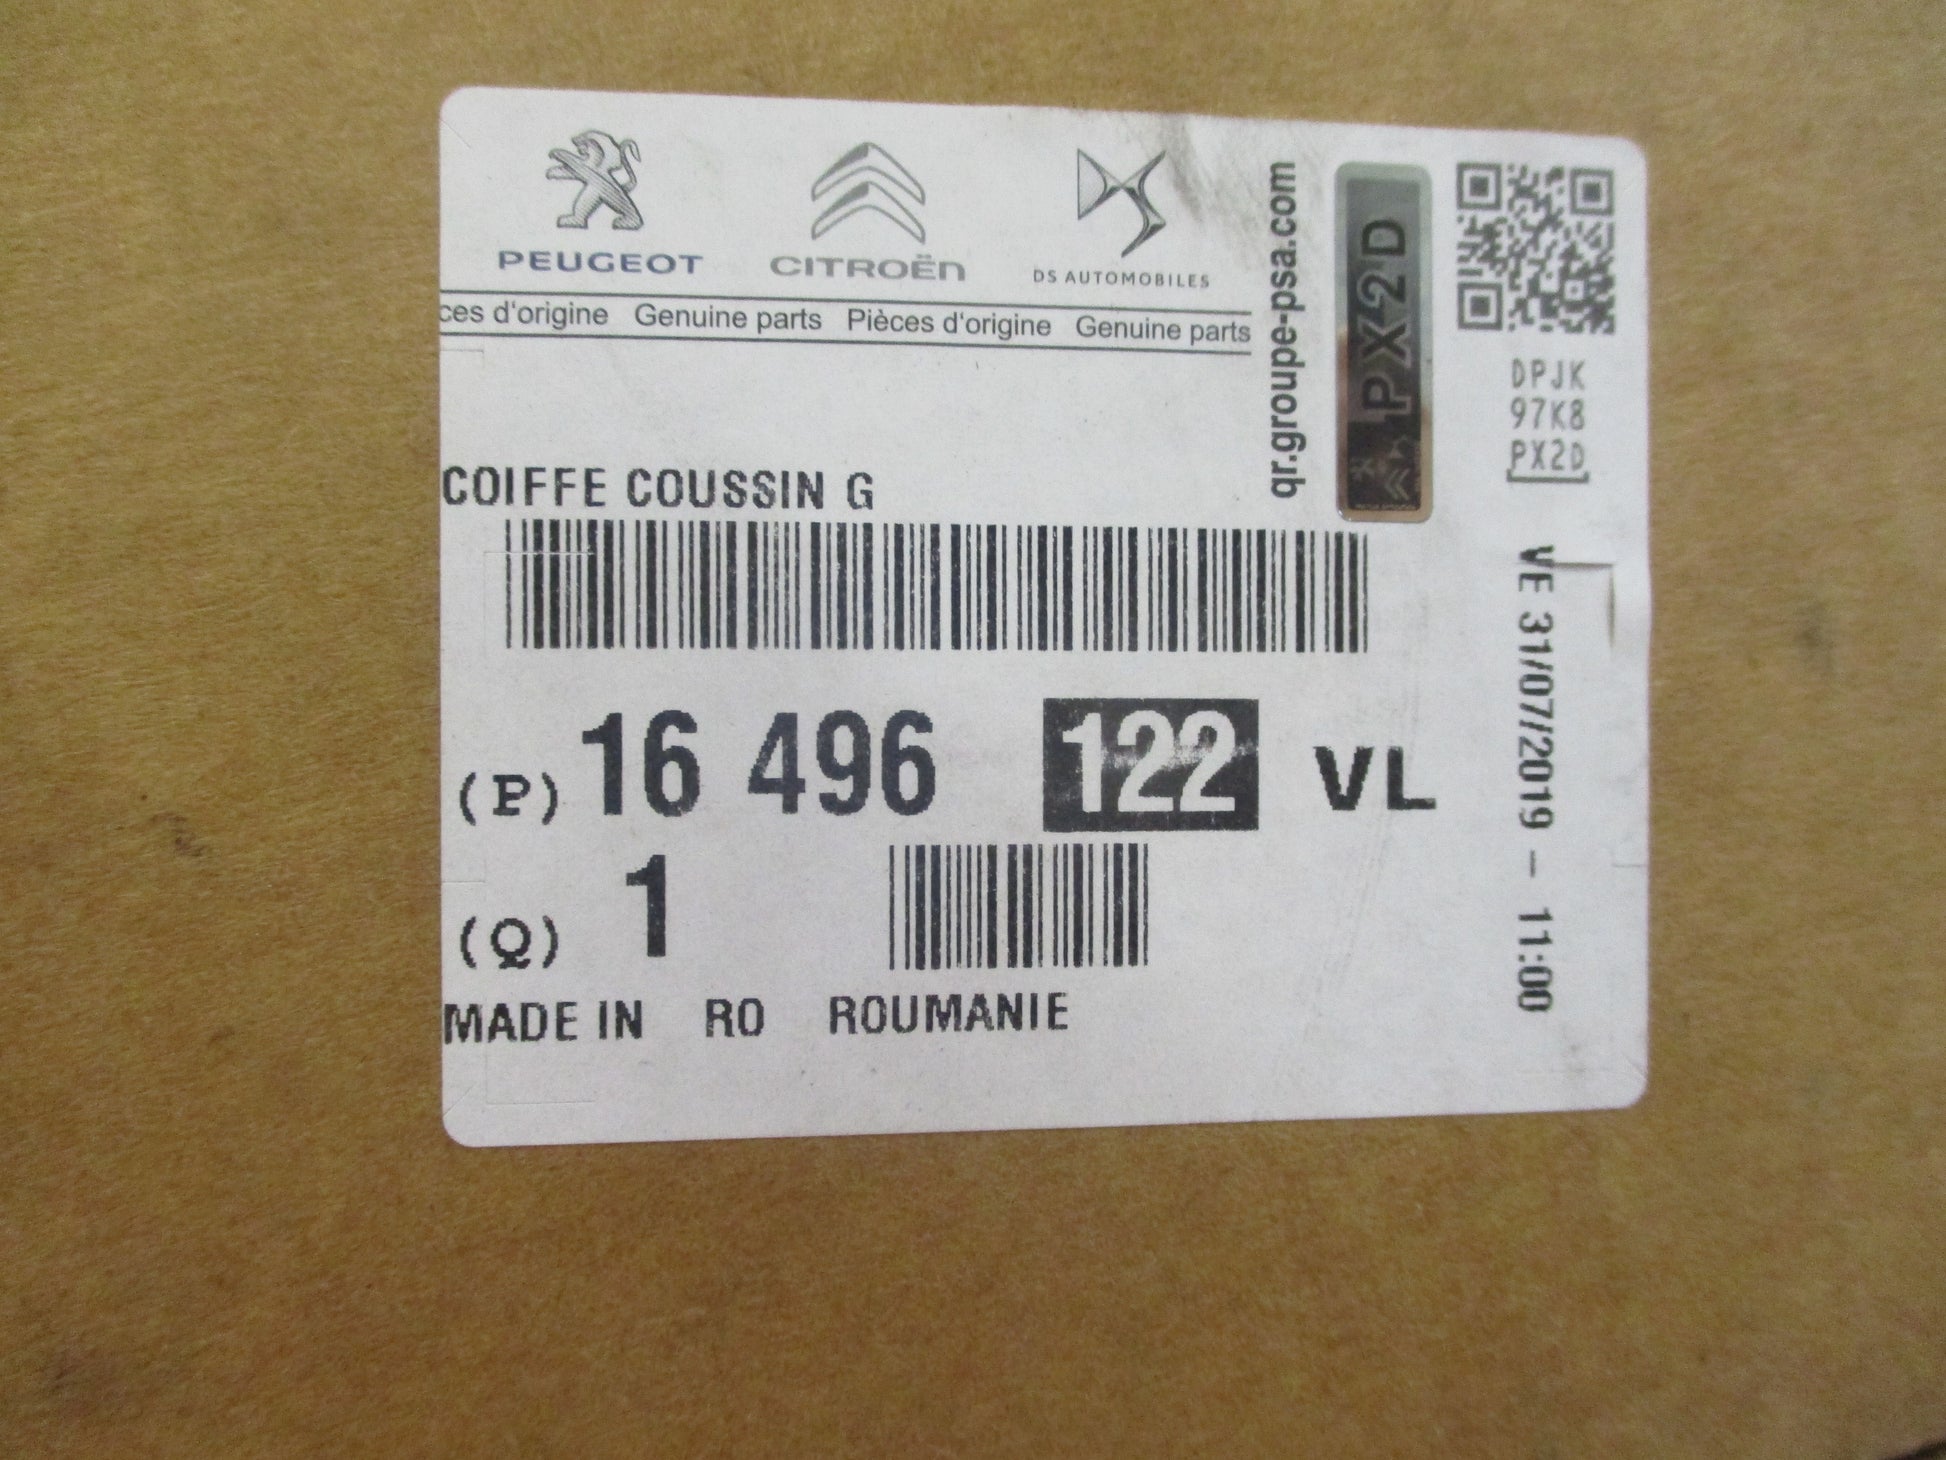 PEUGEOT CITROËN DS AUTOMOBILES
ces d'origine Genuine parts Pièces d'origine Genuine parts
qr.groupe-psa.com
PX2D
DPJK
97K8
PX2D
COIFFE COUSSIN G
(P) 16 496 122 VL
(Q) 1
MADE IN RO ROUMANIE
VE 31/07/2019 - 11:00